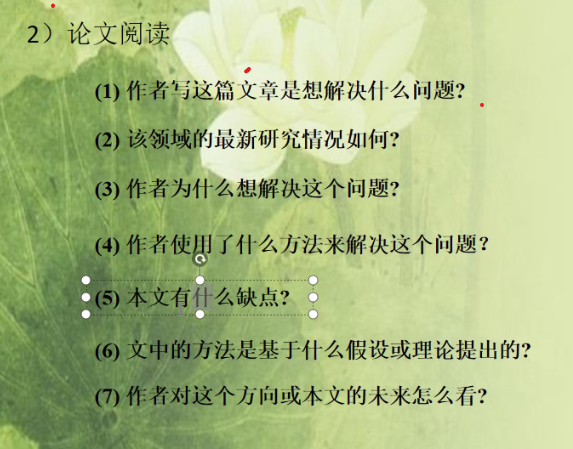 2）论文阅读
(1) 作者写这篇文章是想解决什么问题?
(2) 该领域的最新研究情况如何?
(3) 作者为什么想解决这个问题?
(4) 作者使用了什么方法来解决这个问题？
(5) 本文有什么缺点?
(6) 文中的方法是基于什么假设或理论提出的?
(7) 作者对这个方向或本文的未来怎么看?